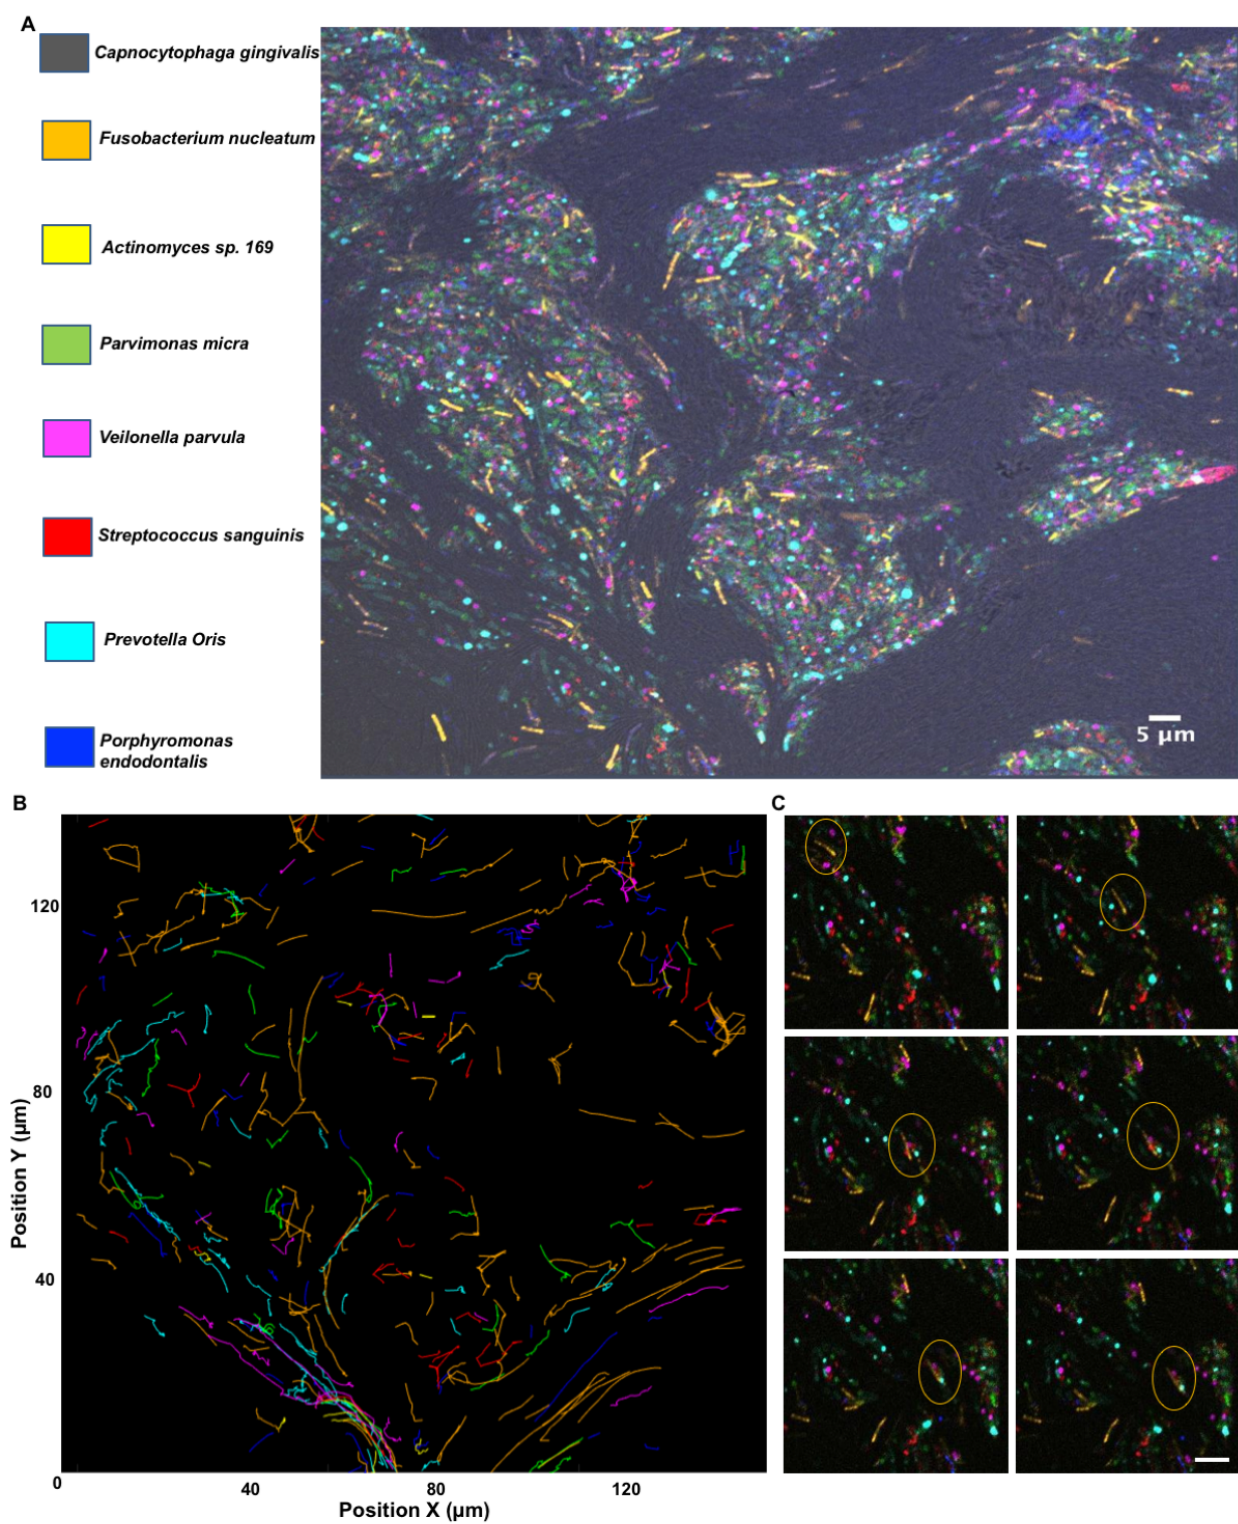 A
Capnocytophaga gingivalis
Fusobacterium nucleatum
Actinomyces sp. 169
Parvimonas micra
Veilonella parvula
Streptococcus sanguinis
Prevotella Oris
Porphyromonas
endodontalis
5 µm
B
C
120
80
40
Position Y (µm)
0
40
80
120
Position X (µm)